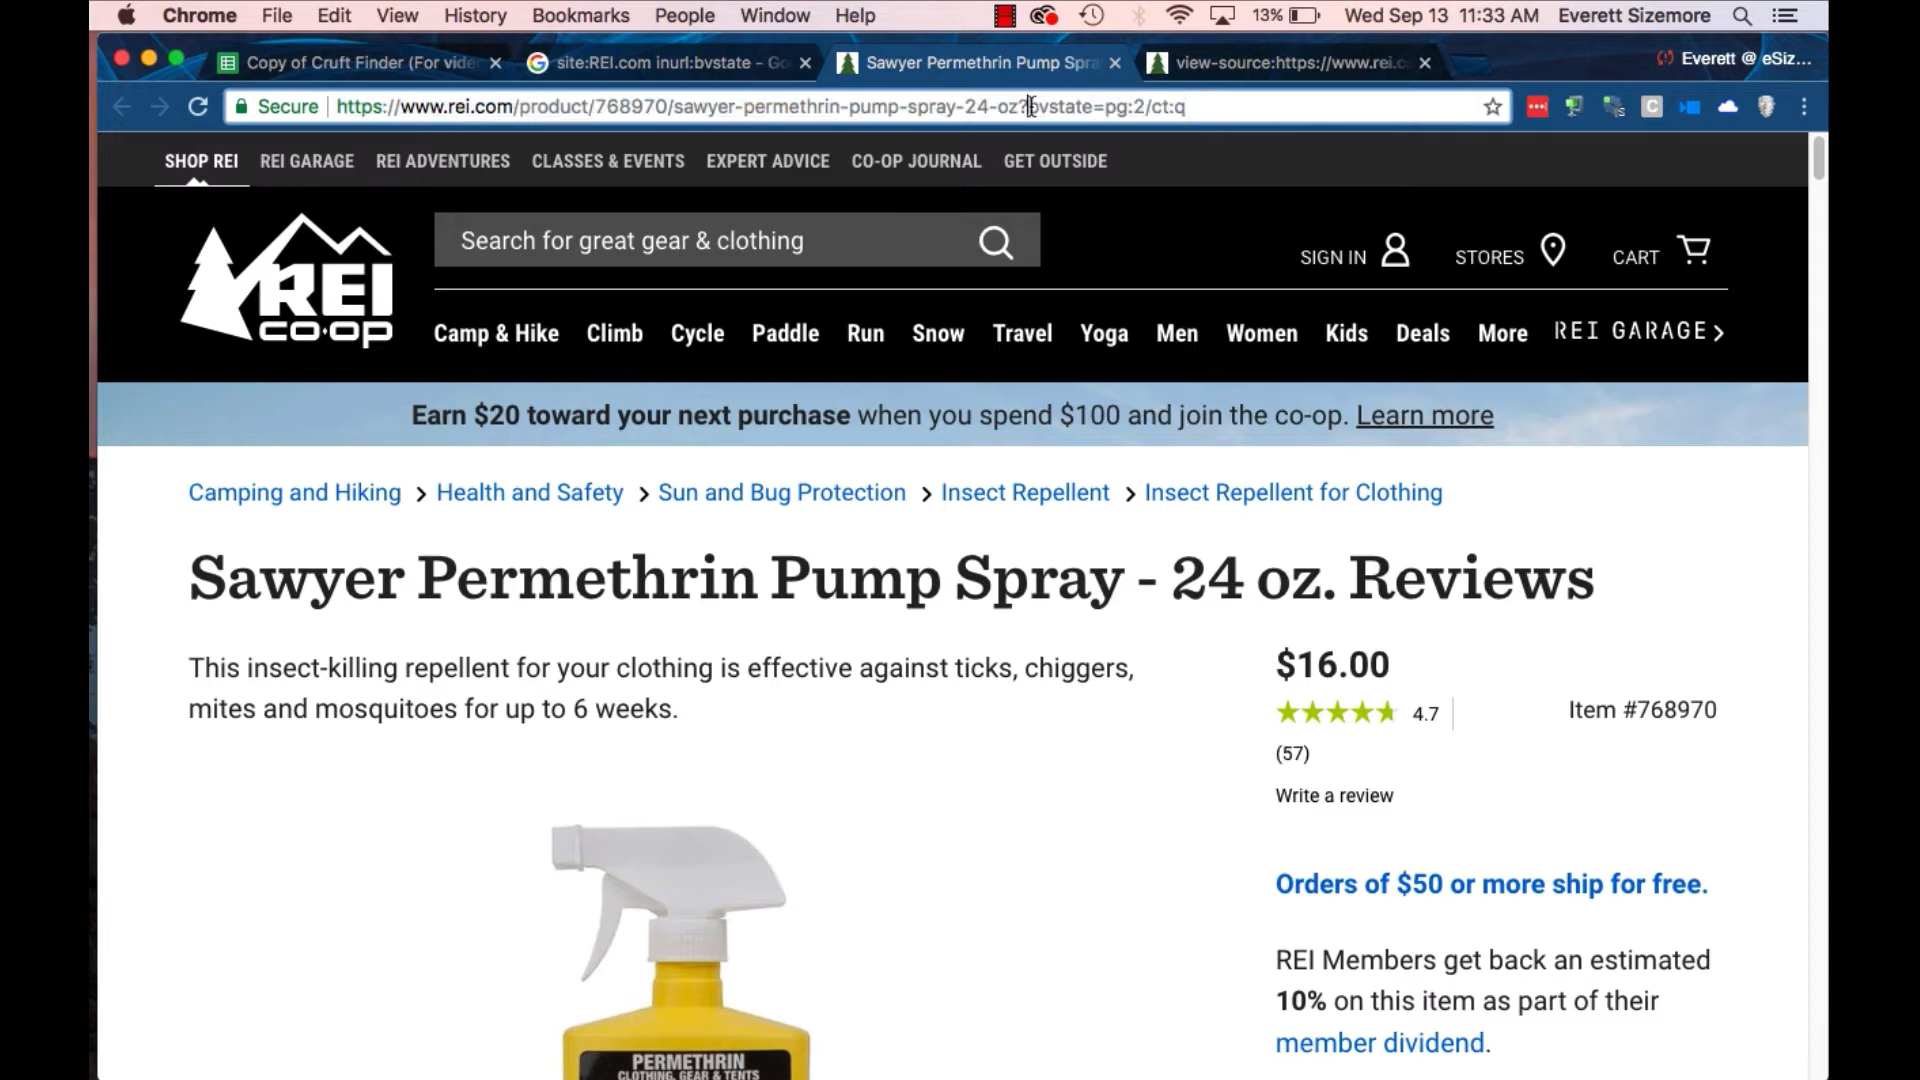 Chrome File Edit View History Bookmarks People Window Help 13% Wed Sep 13 11:33 AM Everett Sizemore
Copy of Cruft Finder (For vide site:REI.com inurl:bvstate - Go Sawyer Permethrin Pump Spra view-source:https://www.rei.c Everett @ eSiz...
Secure https://www.rei.com/product/768970/sawyer-permethrin-pump-spray-24-oz?bvstate=pg:2/ct:q
SHOP REI REI GARAGE REI ADVENTURES CLASSES & EVENTS EXPERT ADVICE CO-OP JOURNAL GET OUTSIDE
REI
CO·OP
Search for great gear & clothing
SIGN IN STORES CART
Camp & Hike Climb Cycle Paddle Run Snow Travel Yoga Men Women Kids Deals More REI GARAGE
Earn $20 toward your next purchase when you spend $100 and join the co-op. Learn more
Camping and Hiking Health and Safety Sun and Bug Protection Insect Repellent Insect Repellent for Clothing
Sawyer Permethrin Pump Spray - 24 oz. Reviews
This insect-killing repellent for your clothing is effective against ticks, chiggers,
mites and mosquitoes for up to 6 weeks.
$16.00
4.7 Item #768970
(57)
Write a review
Orders of $50 or more ship for free.
REI Members get back an estimated
10% on this item as part of their
member dividend.
PERMETHRIN
CLOTHING, GEAR & TENTS